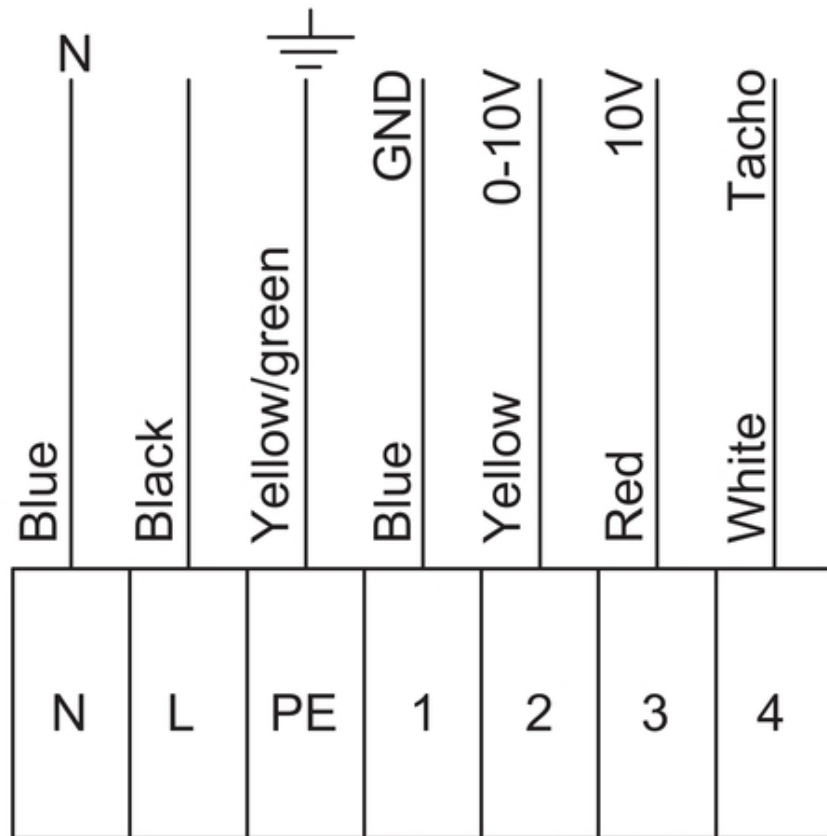 N
GND
0-10V
10V
Tacho
Blue
Black
Yellow/green
Blue
Yellow
Red
White
N
L
PE
1
2
3
4